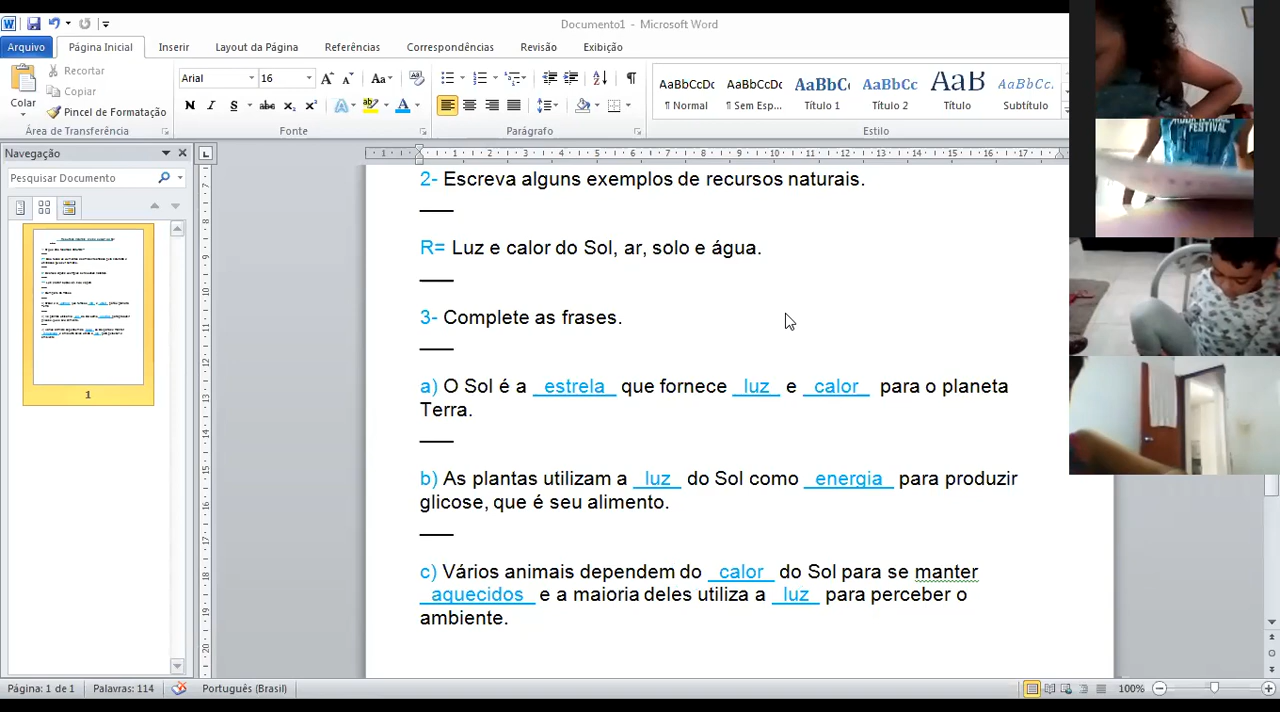 Documento1 - Microsoft Word
Arquivo Página Inicial Inserir Layout da Página Referências Correspondências Revisão Exibição
Colar
Recortar
Copiar
Pincel de Formatação
Área de Transferência
Arial 16
Fonte
Parágrafo
AaBbCcDc AaBbCcDc AaBbC AaBbCc AaB AaBbCc.
¶ Normal ¶ Sem Esp... Título 1 Título 2 Título Subtítulo
Estilo
Navegação
Pesquisar Documento
1
2- Escreva alguns exemplos de recursos naturais.
R= Luz e calor do Sol, ar, solo e água.
3- Complete as frases.
a) O Sol é a estrela que fornece luz e calor para o planeta
Terra.
b) As plantas utilizam a luz do Sol como energia para produzir
glicose, que é seu alimento.
c) Vários animais dependem do calor do Sol para se manter
aquecidos e a maioria deles utiliza a luz para perceber o
ambiente.
FESTIVAL
Página: 1 de 1 Palavras: 114 Português (Brasil) 100%